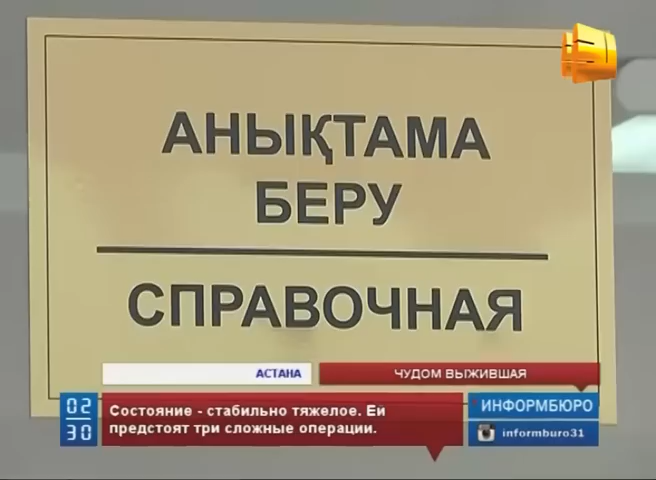 АНЫҚТАМА
БЕРУ
СПРАВОЧНАЯ
АСТАНА
ЧУДОМ ВЫЖИВШАЯ
02
30
Состояние - стабильно тяжелое. Ей
предстоят три сложные операции.
ИНФОРМБЮРО
informburo31